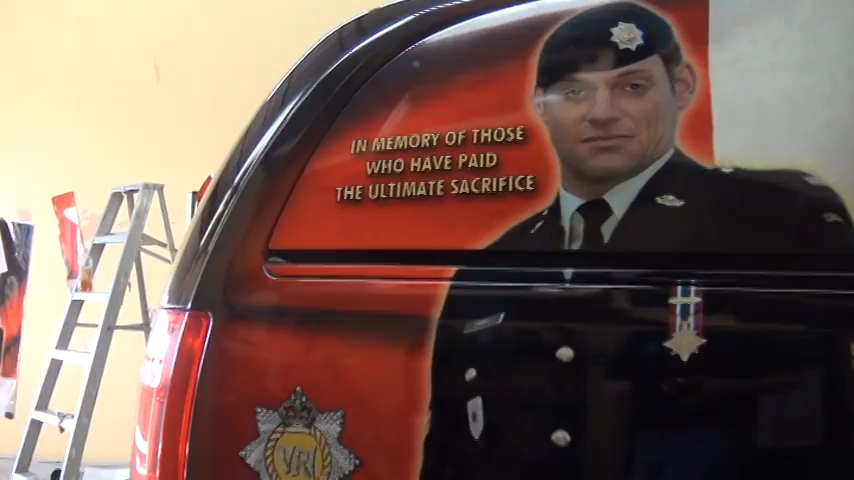 IN MEMORY OF THOSE
WHO HAVE PAID
THE ULTIMATE SACRIFICE
VRI